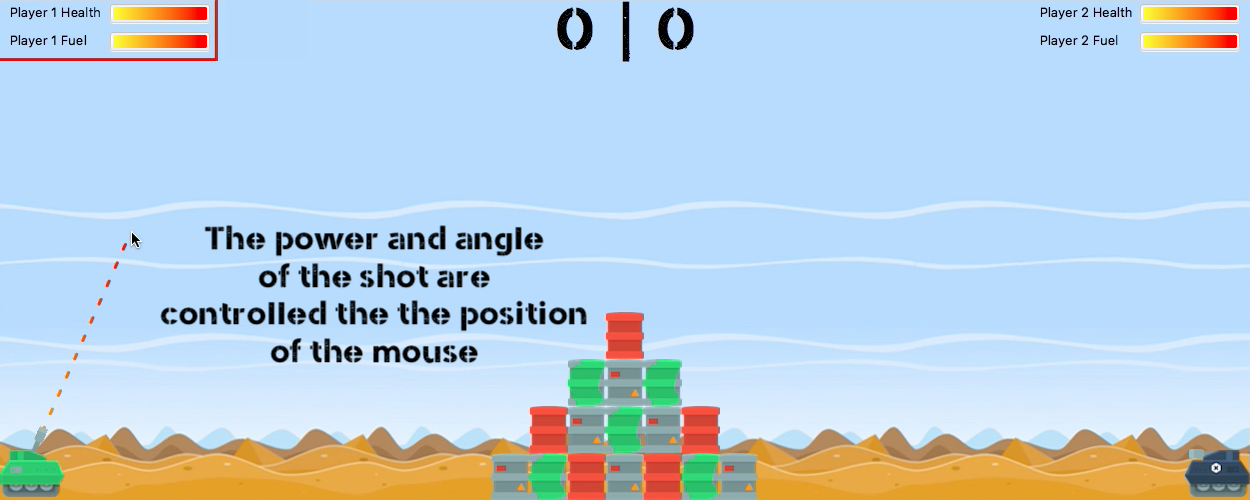 Player 1 Health
Player 1 Fuel
0 | 0
Player 2 Health
Player 2 Fuel
The power and angle
of the shot are
controlled the the position
of the mouse